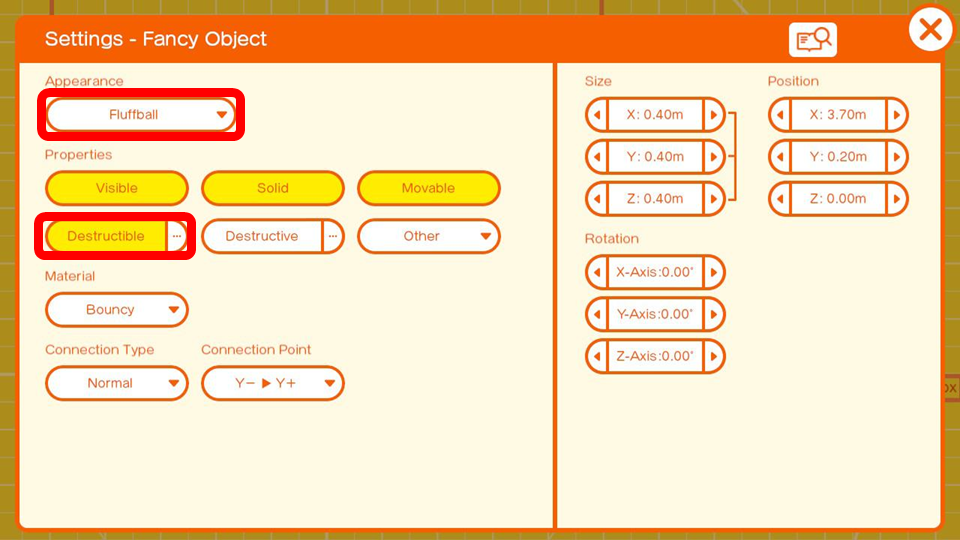 Settings - Fancy Object
Appearance
Fluffball
Properties
Visible
Solid
Movable
Destructible
...
Destructive
...
Other
Material
Bouncy
Connection Type
Connection Point
Normal
Y− ▶ Y+
Size
Position
X: 0.40m
X: 3.70m
Y: 0.40m
Y: 0.20m
Z: 0.40m
Z: 0.00m
Rotation
X-Axis:0.00°
Y-Axis:0.00°
Z-Axis:0.00°